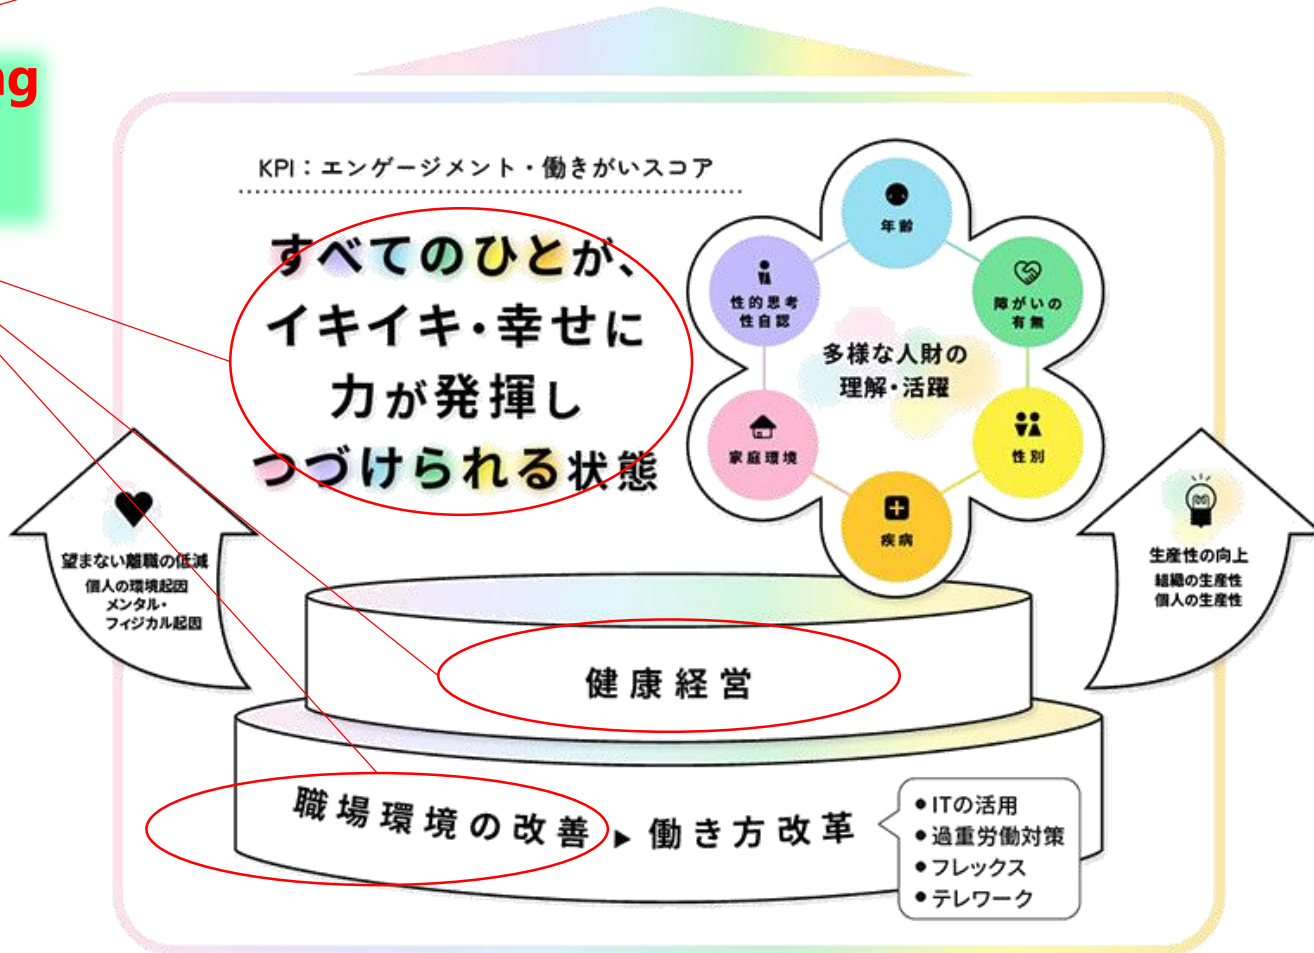 ng
KPI：エンゲージメント・働きがいスコア
すべてのひとが、
イキイキ・幸せに
力が発揮し
つづけられる状態
年齢
性的思考
性自認
障がいの
有無
多様な人財の
理解・活躍
家庭環境
性別
疾病
望まない離職の低減
個人の環境起因
メンタル・
フィジカル起因
生産性の向上
組織の生産性
個人の生産性
健康経営
職場環境の改善▶働き方改革
●ITの活用
●過重労働対策
●フレックス
●テレワーク